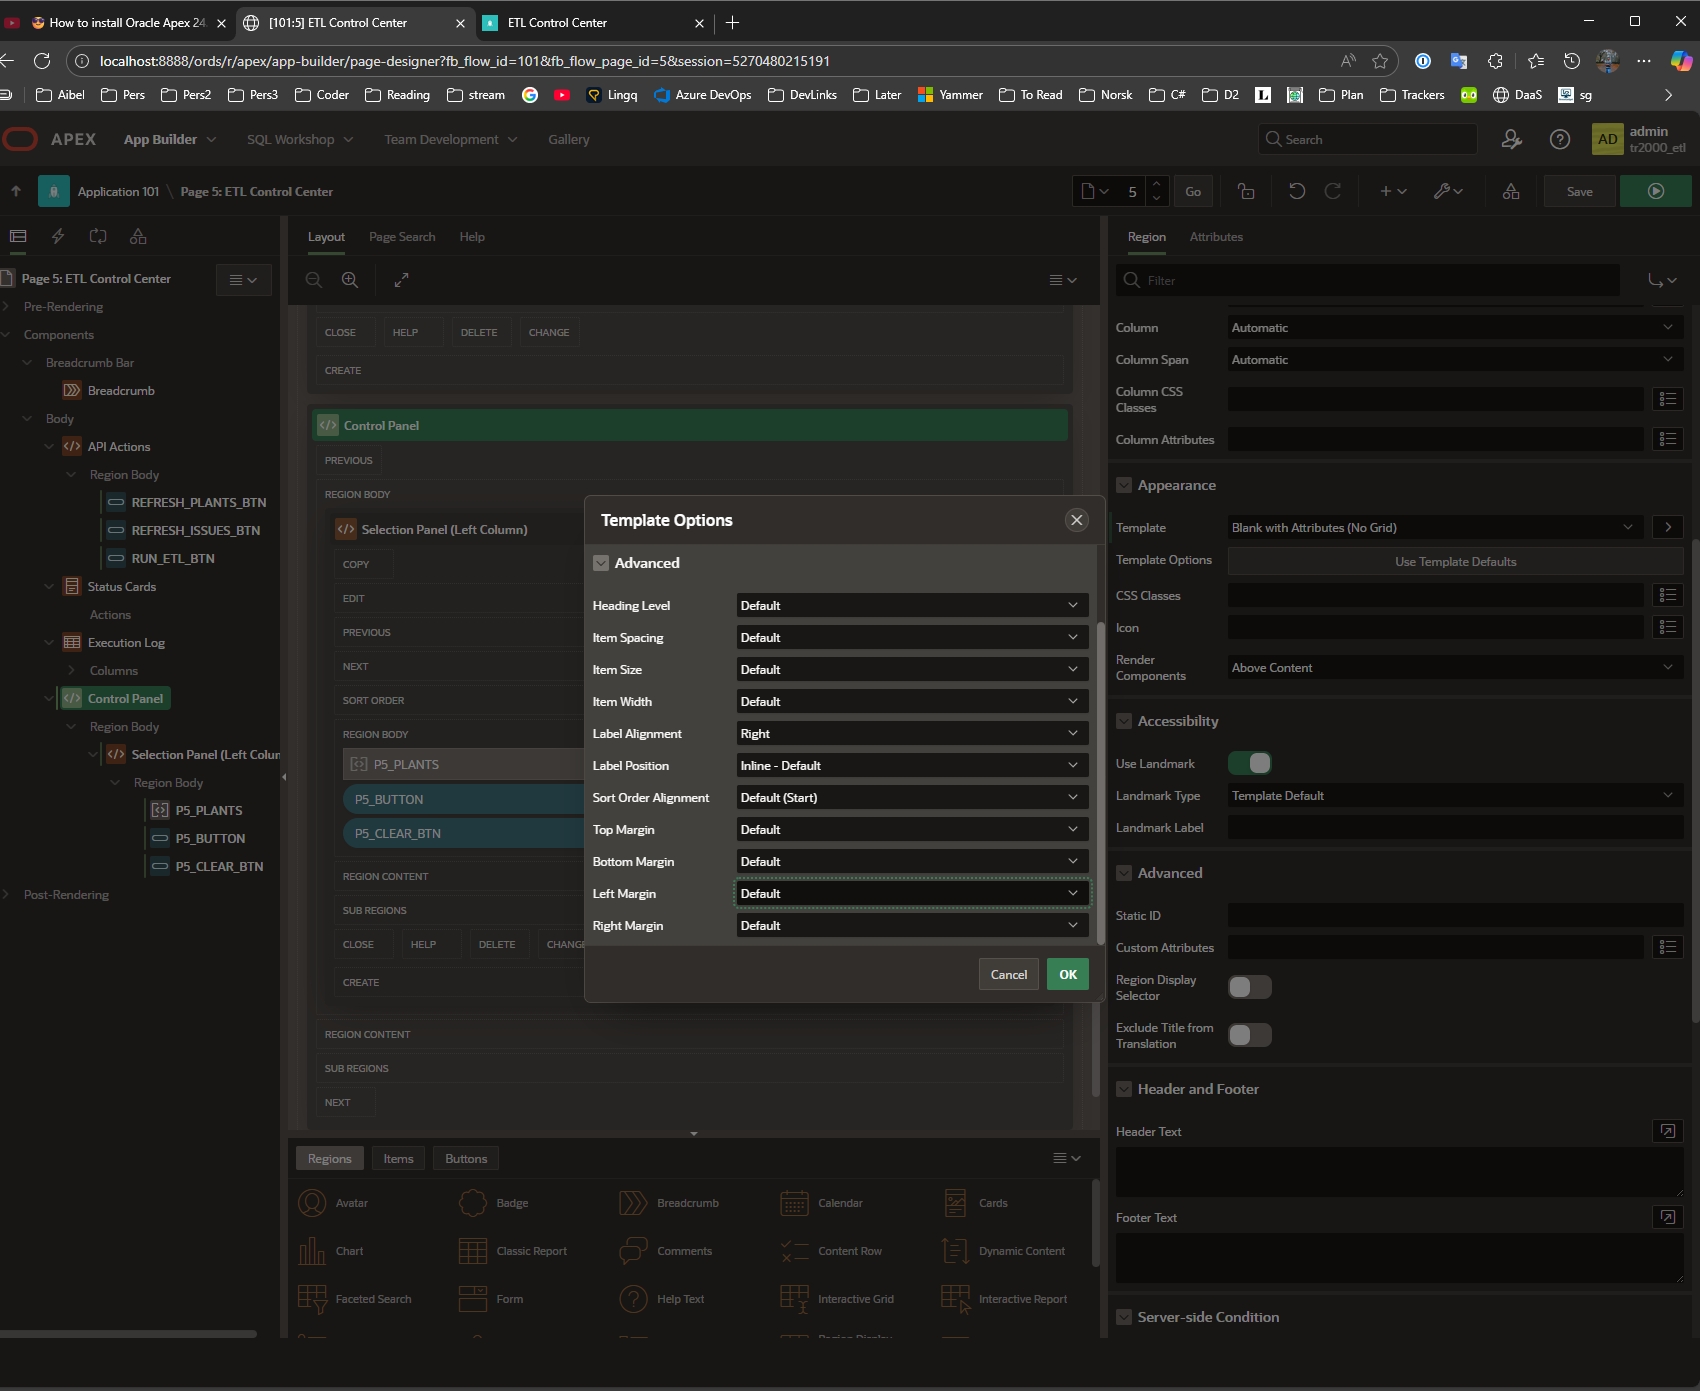 How to install Oracle Apex 24.
[101:5] ETL Control Center
ETL Control Center
localhost:8888/ords/r/apex/app-builder/page-designer?fb_flow_id=101&fb_flow_page_id=5&session=5270480215191
Aibel
Pers
Pers2
Pers3
Coder
Reading
stream
Lingq
Azure DevOps
DevLinks
Later
Yammer
To Read
Norsk
C#
D2
Plan
Trackers
DaaS
sg
APEX
App Builder
SQL Workshop
Team Development
Gallery
Search
AD
admin
tr2000_etl
Application 101 \ Page 5: ETL Control Center
5
Go
Save
Page 5: ETL Control Center
Pre-Rendering
Components
Breadcrumb Bar
Breadcrumb
Body
API Actions
Region Body
REFRESH_PLANTS_BTN
REFRESH_ISSUES_BTN
RUN_ETL_BTN
Status Cards
Actions
Execution Log
Columns
Control Panel
Region Body
Selection Panel (Left Colun
Region Body
P5_PLANTS
P5_BUTTON
P5_CLEAR_BTN
Post-Rendering
Layout
Page Search
Help
CLOSE
HELP
DELETE
CHANGE
CREATE
Control Panel
PREVIOUS
REGION BODY
Selection Panel (Left Column)
COPY
EDIT
PREVIOUS
NEXT
SORT ORDER
REGION BODY
P5_PLANTS
P5_BUTTON
P5_CLEAR_BTN
REGION CONTENT
SUB REGIONS
CLOSE
HELP
DELETE
CHANGE
CREATE
REGION CONTENT
SUB REGIONS
NEXT
Template Options
Advanced
Heading Level Default
Item Spacing Default
Item Size Default
Item Width Default
Label Alignment Right
Label Position Inline - Default
Sort Order Alignment Default (Start)
Top Margin Default
Bottom Margin Default
Left Margin Default
Right Margin Default
Cancel
OK
Regions
Items
Buttons
Avatar
Badge
Breadcrumb
Calendar
Cards
Chart
Classic Report
Comments
Content Row
Dynamic Content
Faceted Search
Form
Help Text
Interactive Grid
Interactive Report
Region Display
Region
Attributes
Filter
Column Automatic
Column Span Automatic
Column CSS
Classes
Column Attributes
Appearance
Template Blank with Attributes (No Grid)
Template Options Use Template Defaults
CSS Classes
Icon
Render
Components
Above Content
Accessibility
Use Landmark
Landmark Type Template Default
Landmark Label
Advanced
Static ID
Custom Attributes
Region Display
Selector
Exclude Title from
Translation
Header and Footer
Header Text
Footer Text
Server-side Condition